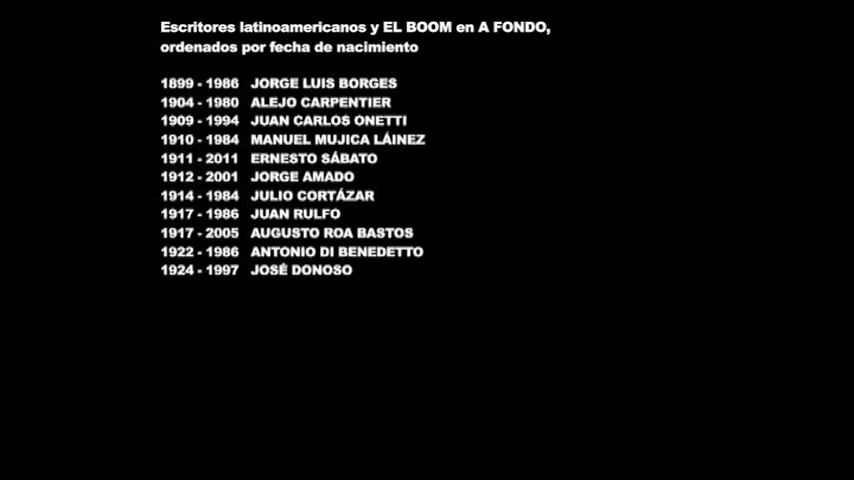 Escritores latinoamericanos y EL BOOM en A FONDO,
ordenados por fecha de nacimiento
1899 - 1986 JORGE LUIS BORGES
1904 - 1980 ALEJO CARPENTIER
1909 - 1994 JUAN CARLOS ONETTI
1910 - 1984 MANUEL MUJICA LÁINEZ
1911 - 2011 ERNESTO SÁBATO
1912 - 2001 JORGE AMADO
1914 - 1984 JULIO CORTÁZAR
1917 - 1986 JUAN RULFO
1917 - 2005 AUGUSTO ROA BASTOS
1922 - 1986 ANTONIO DI BENEDETTO
1924 - 1997 JOSÉ DONOSO